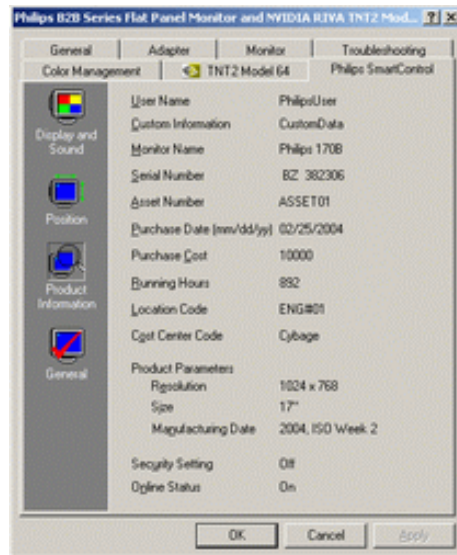 Philips B2B Series Flat Panel Monitor and NVIDIA RIVA TNT2 Mod... ? X
General Adapter Monitor Troubleshooting
Color Management TNT2 Model 64 Philips SmartControl
Display and Sound
Position
Product Information
General
User Name PhilipsUser
Custom Information CustomData
Monitor Name Philips 170B
Serial Number BZ 382306
Asset Number ASSET01
Purchase Date (mm/dd/yy) 02/25/2004
Purchase Cost 10000
Running Hours 892
Location Code ENG#01
Cost Center Code Cybage
Product Parameters
Resolution 1024 x 768
Size 17"
Manufacturing Date 2004, ISO Week 2
Security Setting Off
Online Status On
OK Cancel Apply